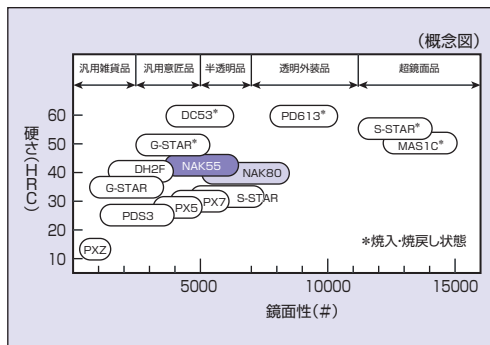 (概念図)
汎用雑貨品 汎用意匠品 半透明品 透明外装品 超鏡面品
硬さ(HRC)
60
50
40
30
20
10
DC53*
PD613*
S-STAR*
MAS1C*
G-STAR*
NAK55
NAK80
DH2F
G-STAR
S-STAR
PX7
PX5
PDS3
PXZ
*焼入・焼戻し状態
5000 10000 15000
鏡面性(#)